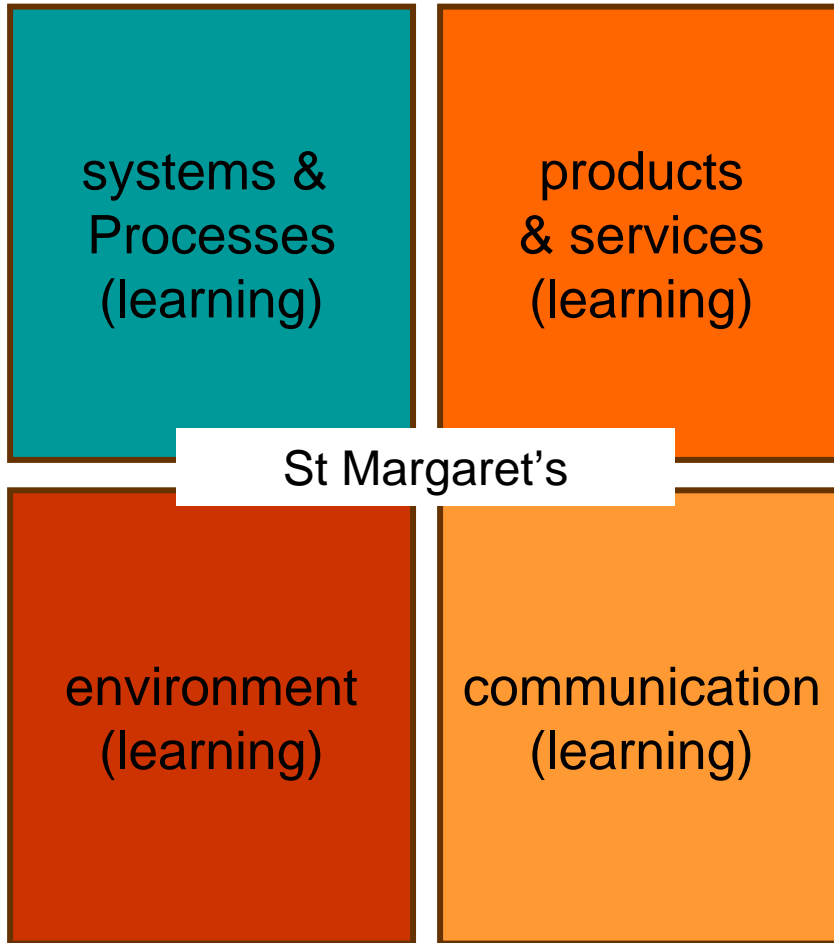 systems &
Processes
(learning)
products
& services
(learning)
St Margaret’s
environment
(learning)
communication
(learning)